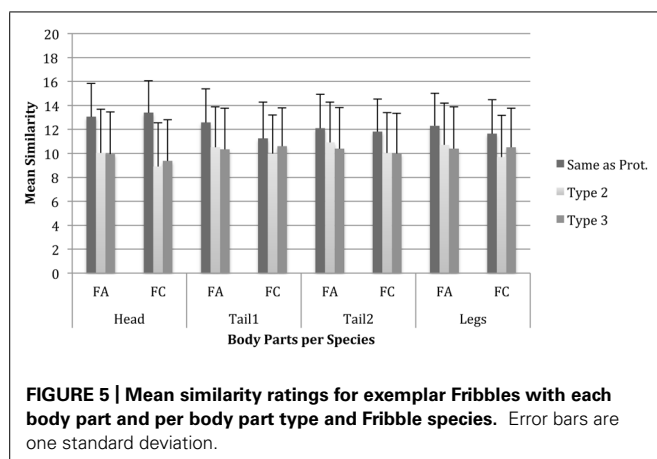 20
18
16
14
12
10
8
6
4
2
0
Mean Similarity
FA FC FA FC FA FC FA FC
Head Tail1 Tail2 Legs
Body Parts per Species
Same as Prot.
Type 2
Type 3
FIGURE 5 | Mean similarity ratings for exemplar Fribbles with each
body part and per body part type and Fribble species. Error bars are
one standard deviation.